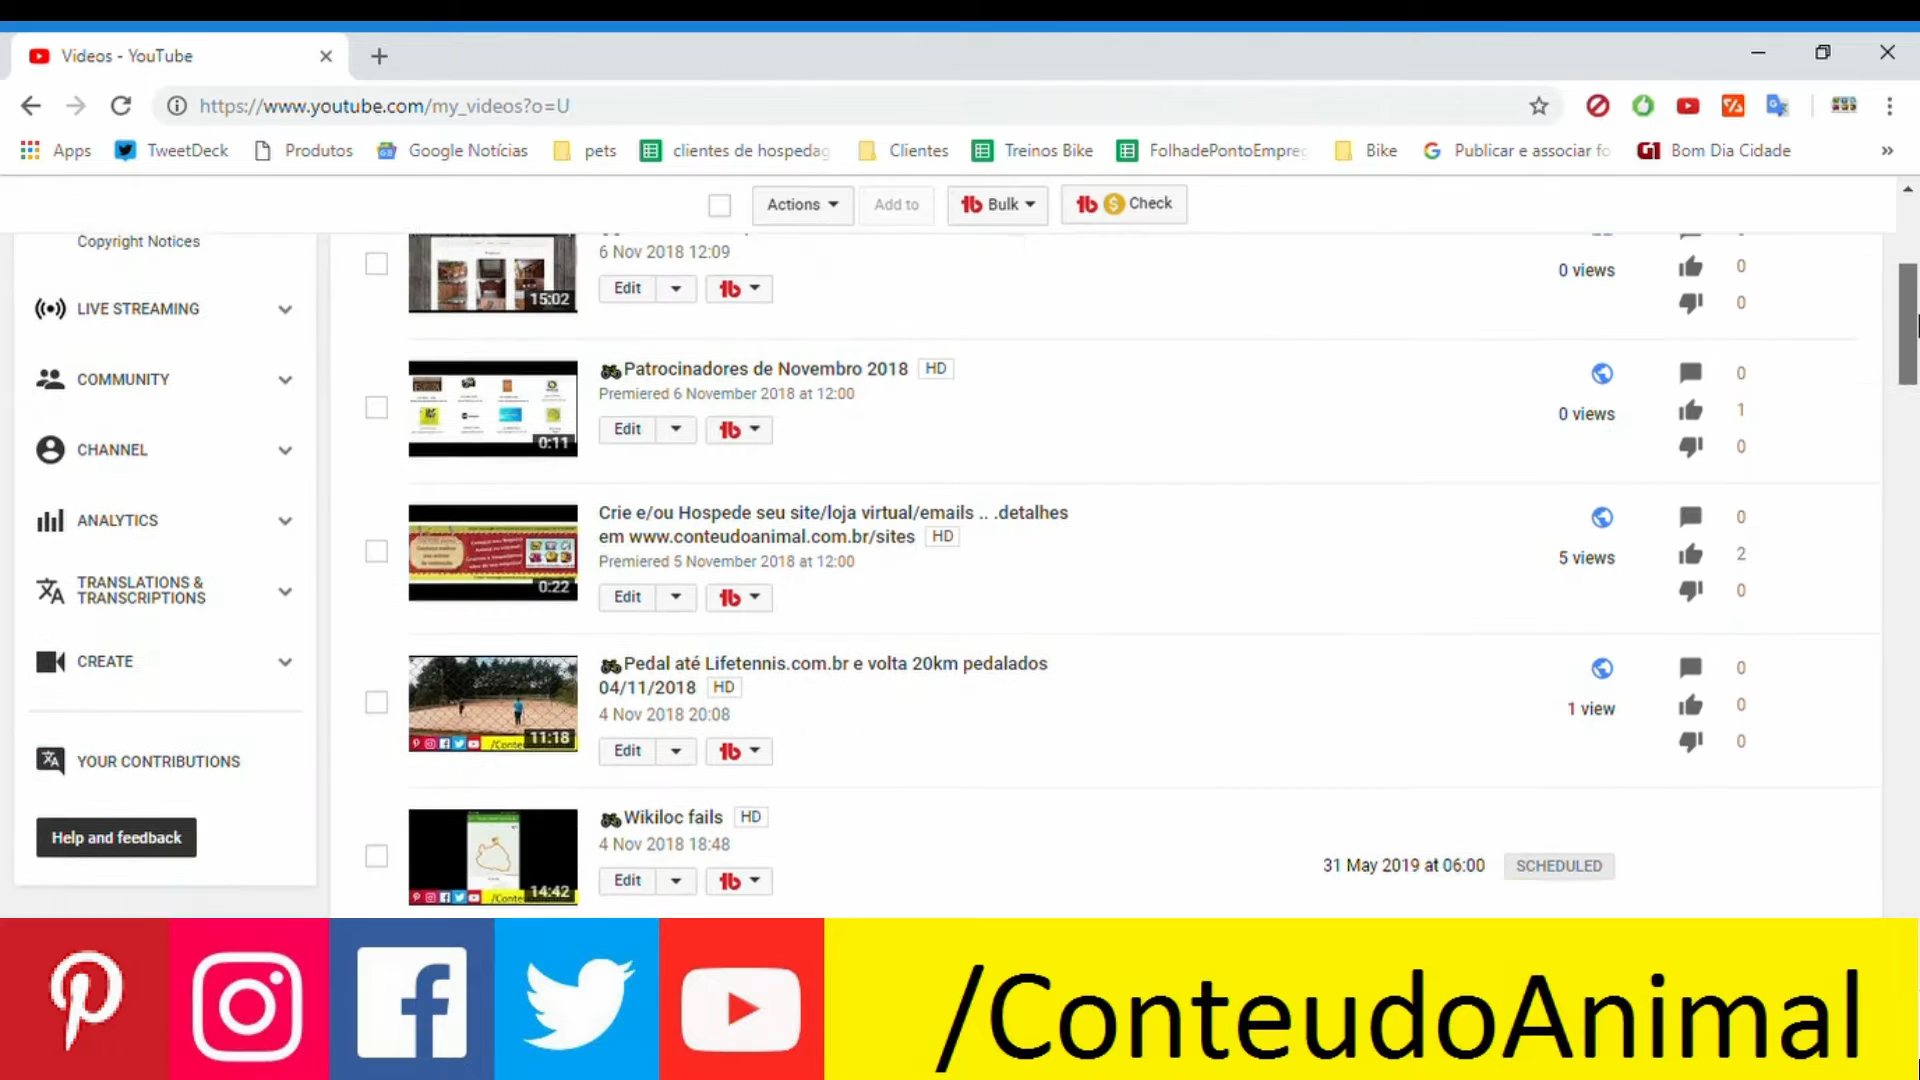 Videos - YouTube
https://www.youtube.com/my_videos?o=U
Apps TweetDeck Produtos Google Notícias pets clientes de hospedag Clientes Treinos Bike FolhadePontoEmpreg Bike Publicar e associar fo G1 Bom Dia Cidade »
Actions Add to Bulk Check
Copyright Notices
LIVE STREAMING
COMMUNITY
CHANNEL
ANALYTICS
TRANSLATIONS &
TRANSCRIPTIONS
CREATE
YOUR CONTRIBUTIONS
Help and feedback
15:02
6 Nov 2018 12:09
Edit
0 views
0
0
0:11
Patrocinadores de Novembro 2018 HD
Premiered 6 November 2018 at 12:00
Edit
0 views
0
1
0
0:22
Crie e/ou Hospede seu site/loja virtual/emails .. .detalhes
em www.conteudoanimal.com.br/sites HD
Premiered 5 November 2018 at 12:00
Edit
5 views
0
2
0
11:18
Pedal até Lifetennis.com.br e volta 20km pedalados
04/11/2018 HD
4 Nov 2018 20:08
Edit
1 view
0
0
0
14:42
Wikiloc fails HD
4 Nov 2018 18:48
Edit
31 May 2019 at 06:00 SCHEDULED
/ConteudoAnimal